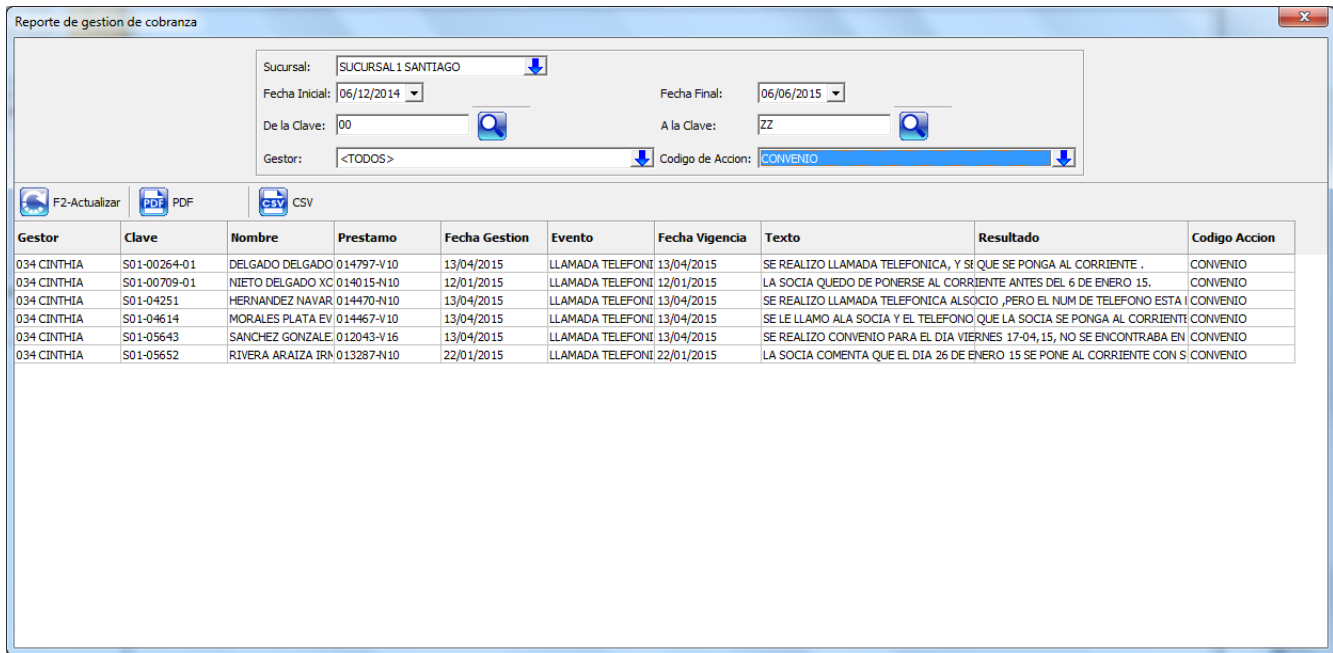 Reporte de gestion de cobranza
Sucursal: SUCURSAL1 SANTIAGO
Fecha Inicial: 06/12/2014 Fecha Final: 06/06/2015
De la Clave: 00 A la Clave: ZZ
Gestor: <TODOS> Codigo de Accion: CONVENIO
F2-Actualizar PDF PDF CSV CSV
Gestor Clave Nombre Prestamo Fecha Gestion Evento Fecha Vigencia Texto Resultado Codigo Accion
034 CINTHIA S01-00264-01 DELGADO DELGADO 014797-V10 13/04/2015 LLAMADA TELEFONI 13/04/2015 SE REALIZO LLAMADA TELEFONICA, Y SE QUE SE PONGA AL CORRIENTE . CONVENIO
034 CINTHIA S01-00709-01 NIETO DELGADO XO 014015-N10 12/01/2015 LLAMADA TELEFONI 12/01/2015 LA SOCIA QUEDO DE PONERSE AL CORRIENTE ANTES DEL 6 DE ENERO 15. CONVENIO
034 CINTHIA S01-04251 HERNANDEZ NAVAR 014470-N10 13/04/2015 LLAMADA TELEFONI 13/04/2015 SE REALIZO LLAMADA TELEFONICA ALSOCIO ,PERO EL NUM DE TELEFONO ESTA CONVENIO
034 CINTHIA S01-04614 MORALES PLATA EV 014467-V10 13/04/2015 LLAMADA TELEFONI 13/04/2015 SE LE LLAMO ALA SOCIA Y EL TELEFONO QUE LA SOCIA SE PONGA AL CORRIENTE CONVENIO
034 CINTHIA S01-05643 SANCHEZ GONZALE 012043-V16 13/04/2015 LLAMADA TELEFONI 13/04/2015 SE REALIZO CONVENIO PARA EL DIA VIERNES 17-04,15, NO SE ENCONTRABA EN CONVENIO
034 CINTHIA S01-05652 RIVERA ARAIZA IRM 013287-N10 22/01/2015 LLAMADA TELEFONI 22/01/2015 LA SOCIA COMENTA QUE EL DIA 26 DE ENERO 15 SE PONE AL CORRIENTE CON S CONVENIO